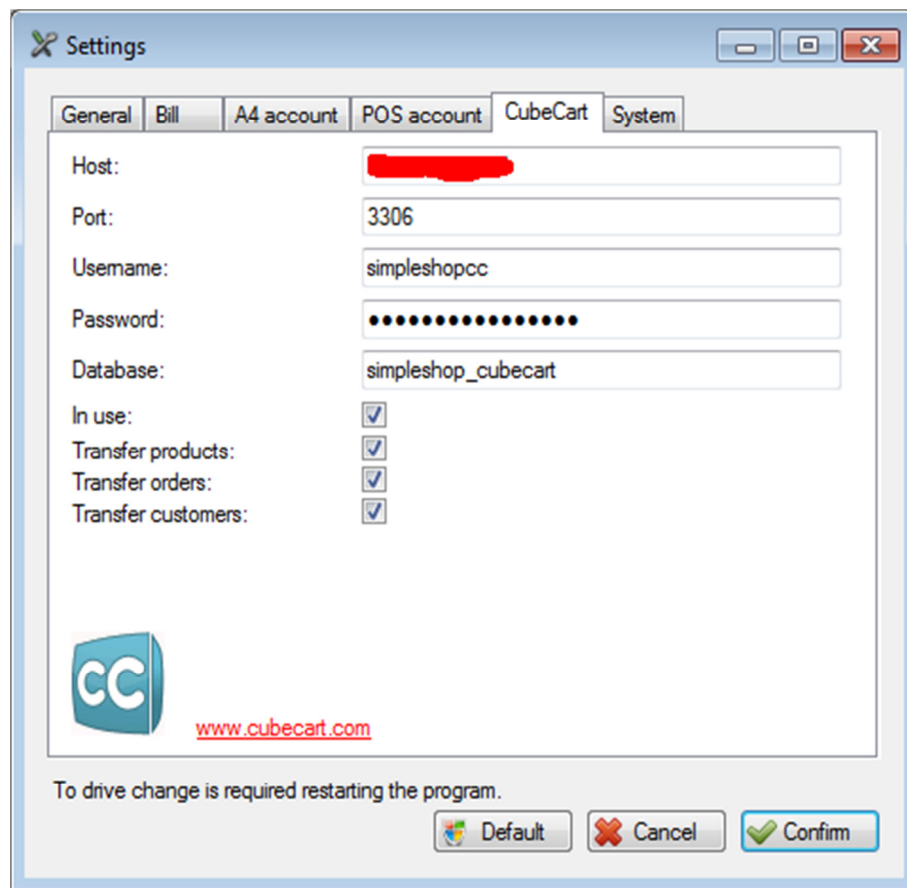 Settings
General Bill A4 account POS account CubeCart System
Host:
Port: 3306
Username: simpleshopcc
Password: ••••••••••••••••
Database: simpleshop_cubecart
In use:
Transfer products:
Transfer orders:
Transfer customers:
CC
www.cubecart.com
To drive change is required restarting the program.
Default Cancel Confirm